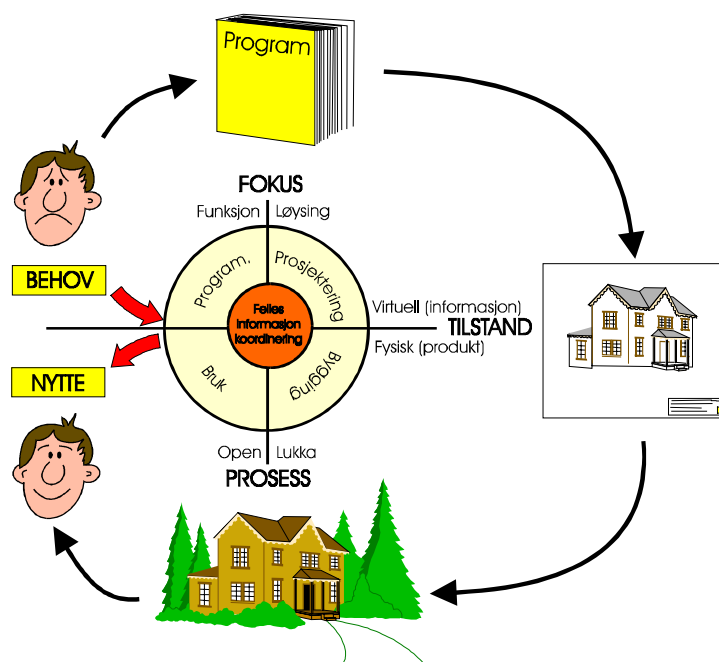 Program
FOKUS
Funksjon
Løysing
BEHOV
Program.
Prosjektering
Felles
informasjon
koordinering
Virtuell (informasjon)
TILSTAND
Fysisk (produkt)
NYTTE
Bruk
Bygging
Open
Lukka
PROSESS